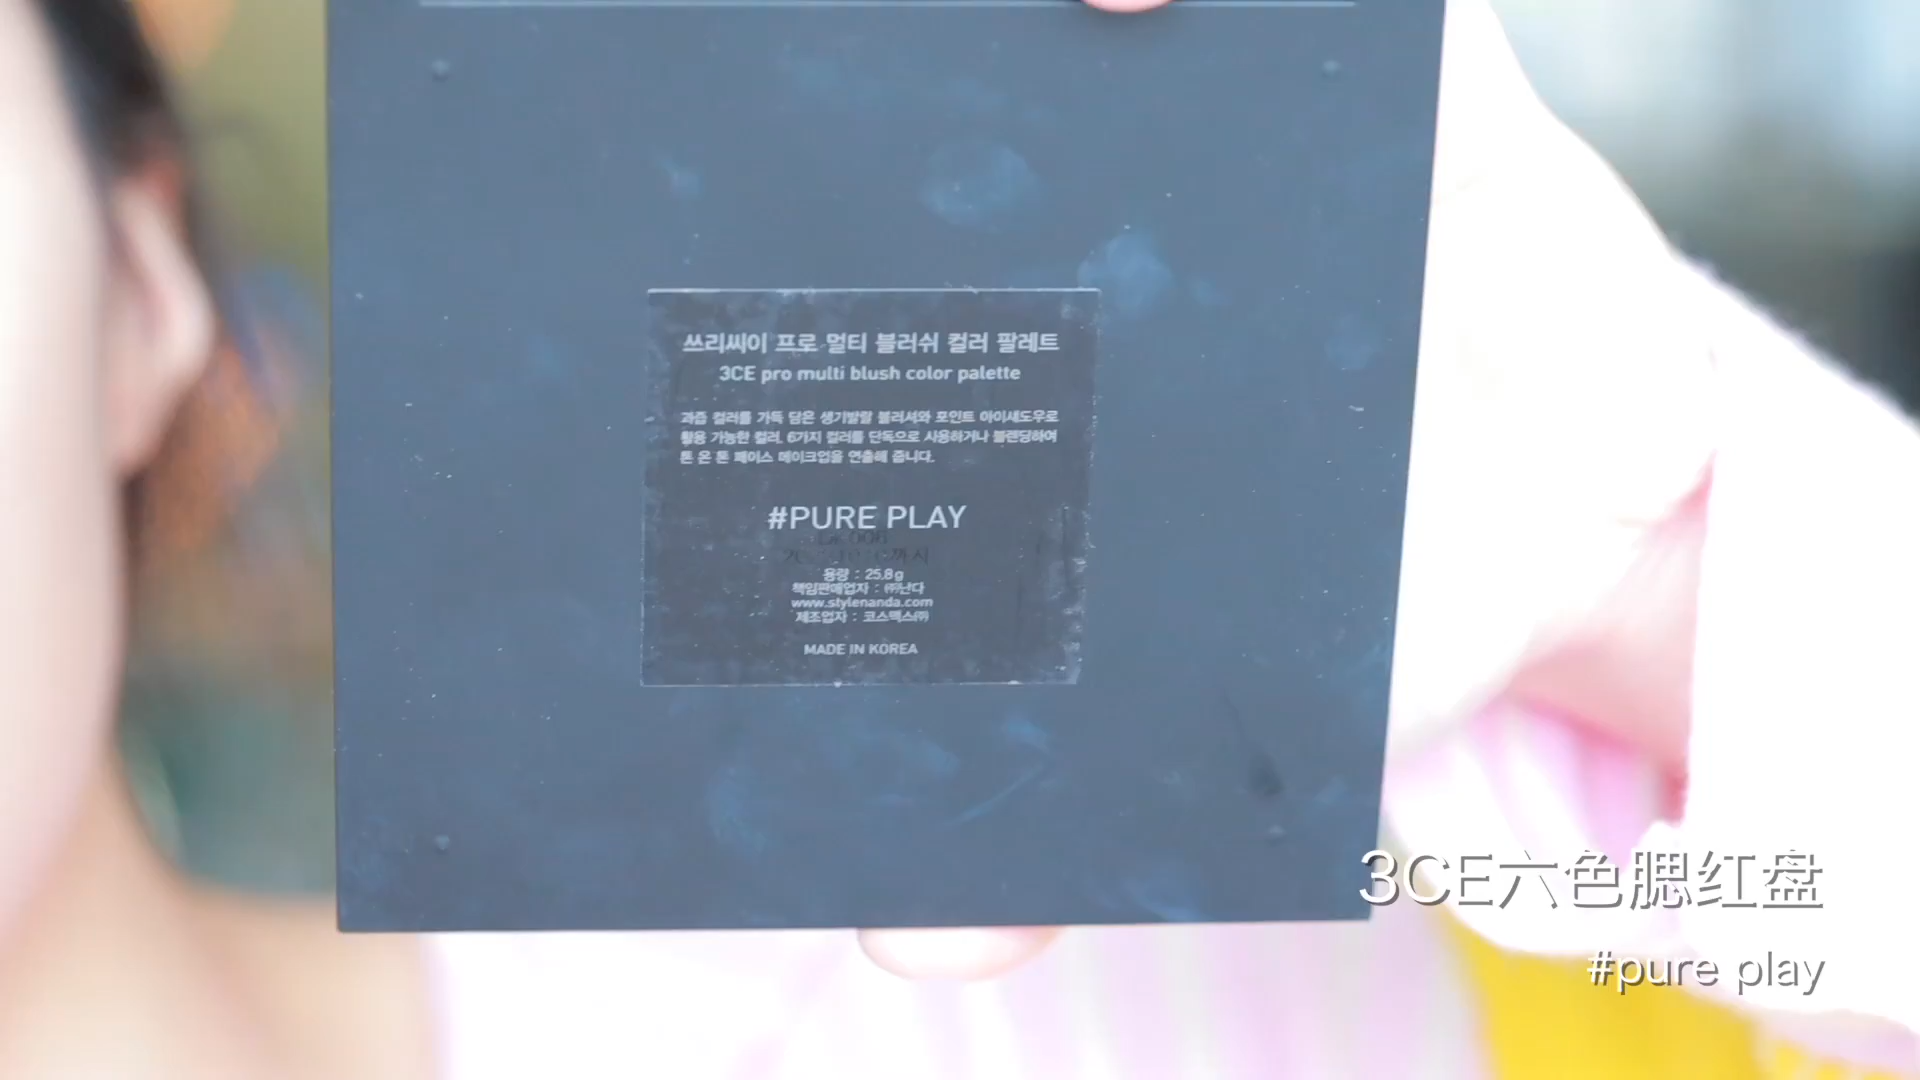 쓰리씨이 프로 멀티 블러쉬 컬러 팔레트
3CE pro multi blush color palette
과즙 컬러를 가득 담은 생기발랄 블러셔와 포인트 아이섀도우로
활용 가능한 컬러. 6가지 컬러를 단독으로 사용하거나 블렌딩하여
톤 온 톤 페이스 메이크업을 연출해 줍니다.
#PURE PLAY
까지
용량 : 25.8g
책임판매업자 : ㈜난다
www.stylenanda.com
제조업자 : 코스맥스㈜
MADE IN KOREA
3CE六色腮红盘
#pure play